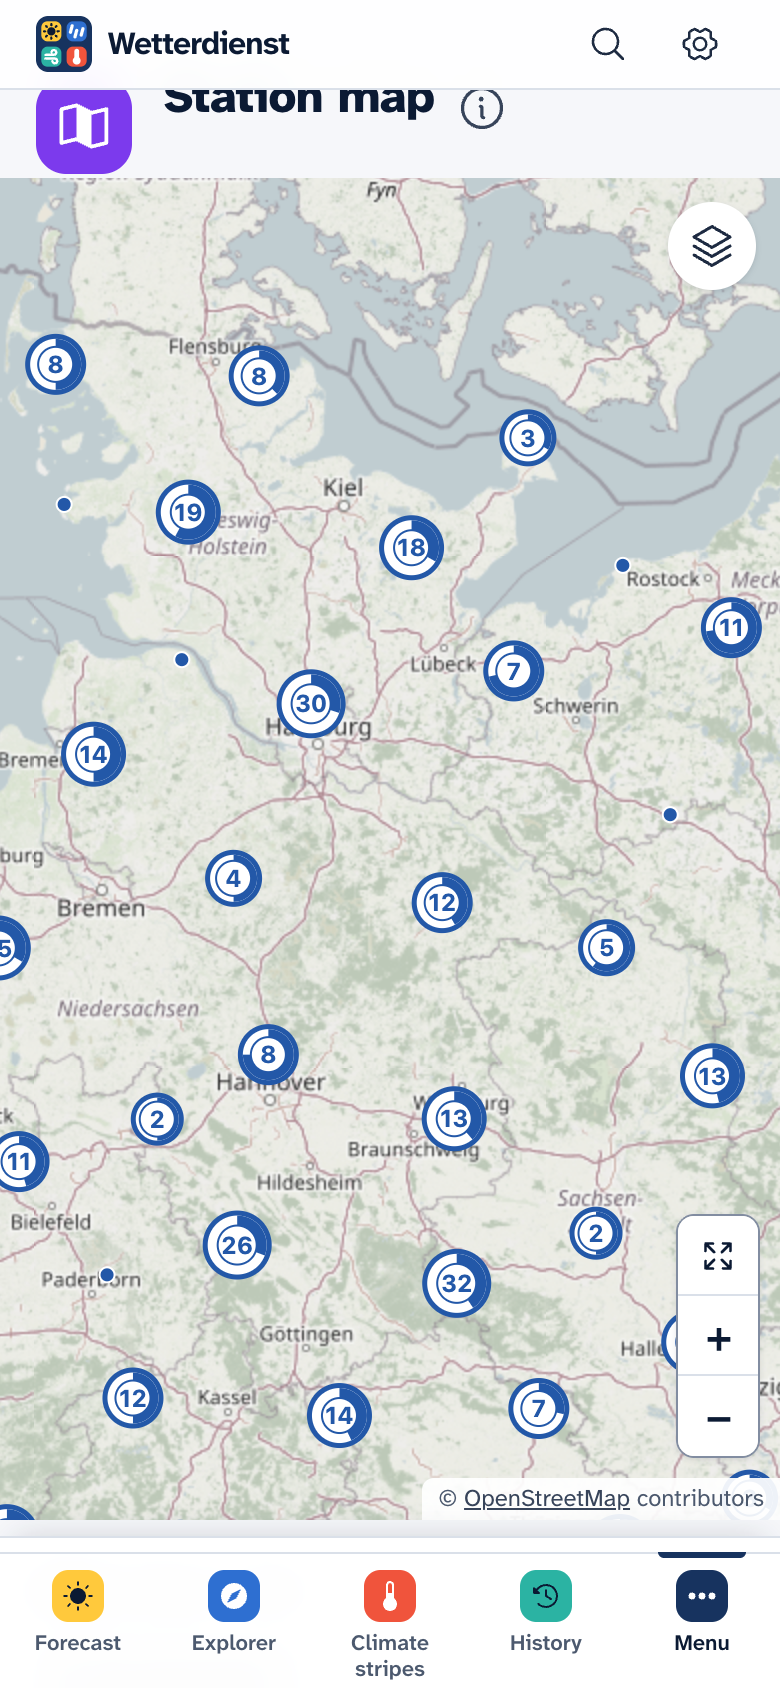 Wetterdienst
Station map
Fyn
8
Flensburg
8
3
Kiel
19
Holstein
18
Rostock
11
Lübeck
7
30
Schwerin
14
4
Bremen
12
5
5
Niedersachsen
8
Hannover
13
2
13
Braunschweig
11
Hildesheim
Bielefeld
Sachsen-
2
26
Paderborn
32
Göttingen
Halle
12
Kassel
14
7
+
−
© OpenStreetMap contributors
Forecast
Explorer
Climate
stripes
History
Menu